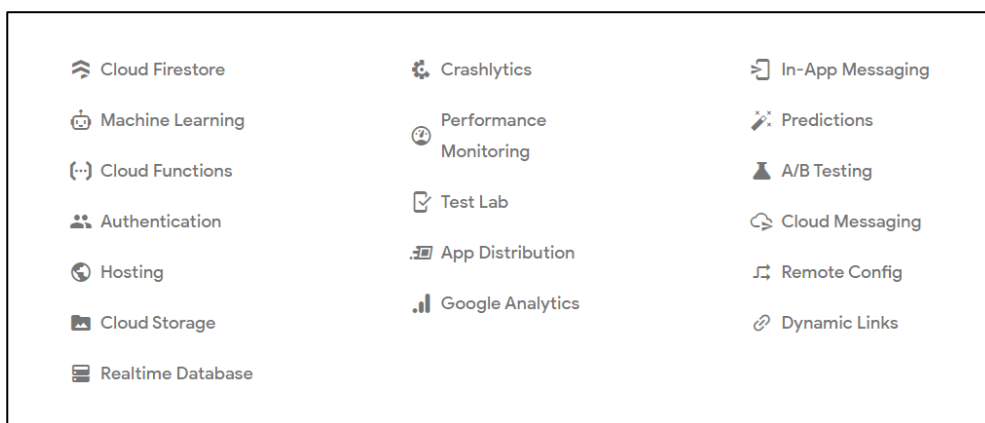 Cloud Firestore
Machine Learning
Cloud Functions
Authentication
Hosting
Cloud Storage
Realtime Database
Crashlytics
Performance
Monitoring
Test Lab
App Distribution
Google Analytics
In-App Messaging
Predictions
A/B Testing
Cloud Messaging
Remote Config
Dynamic Links